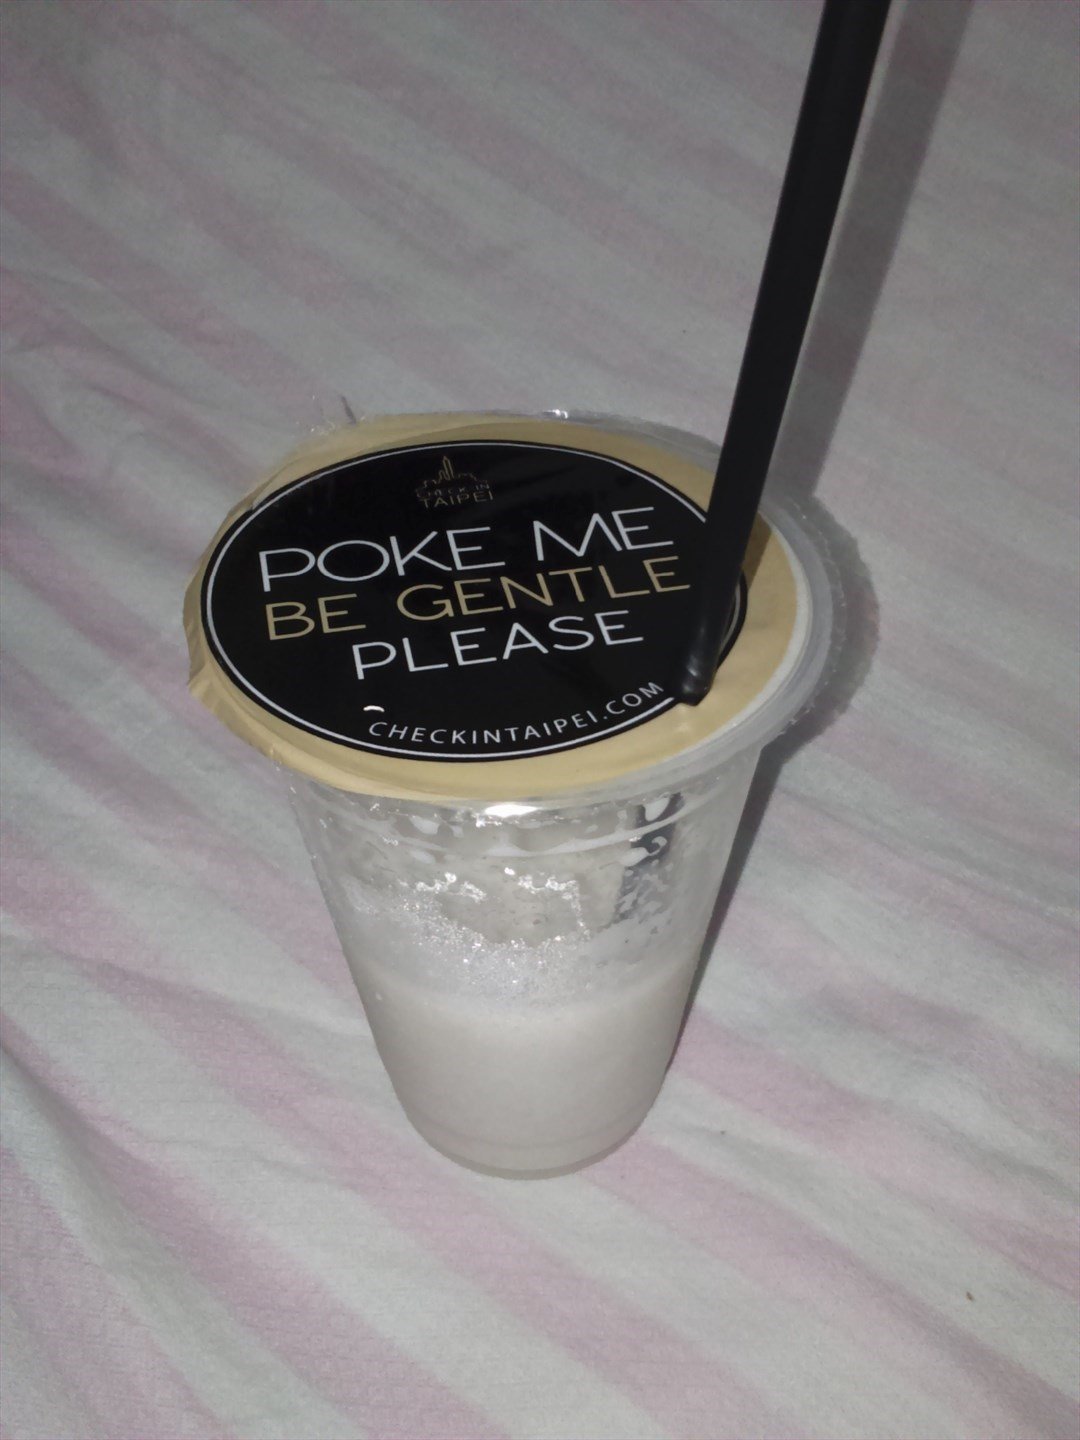 CHECK IN
TAIPEI
POKE ME
BE GENTLE
PLEASE
CHECKINTAIPEI.COM